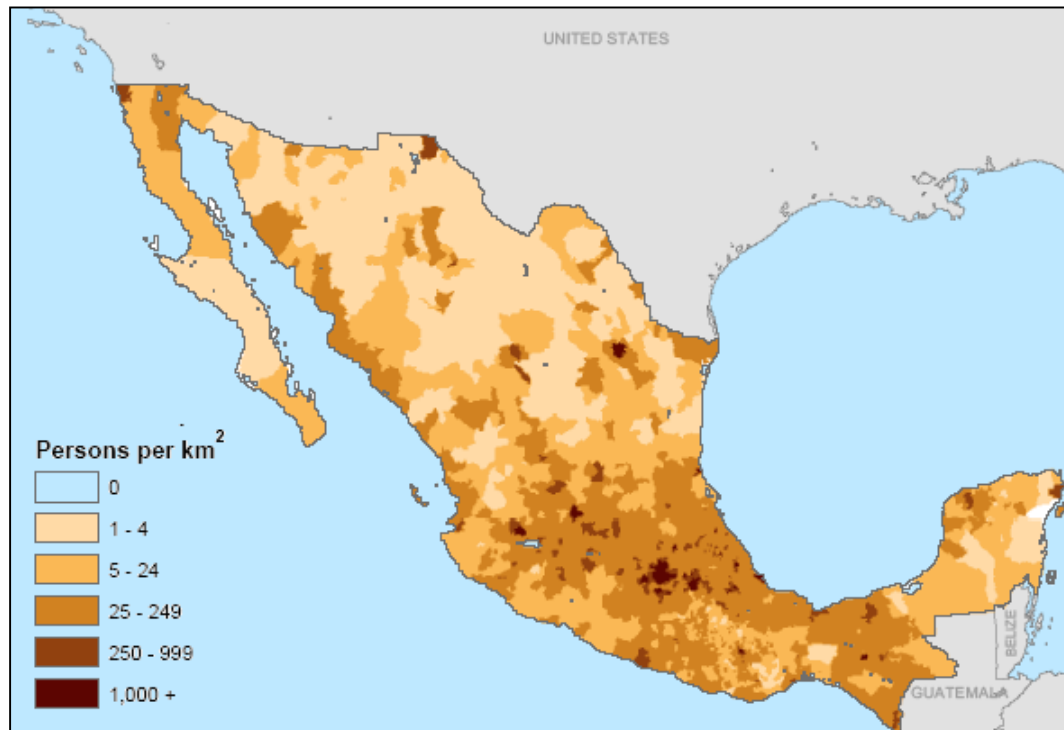 UNITED STATES
Persons per km²
0
1 - 4
5 - 24
25 - 249
250 - 999
1,000 +
BELIZE
GUATEMALA